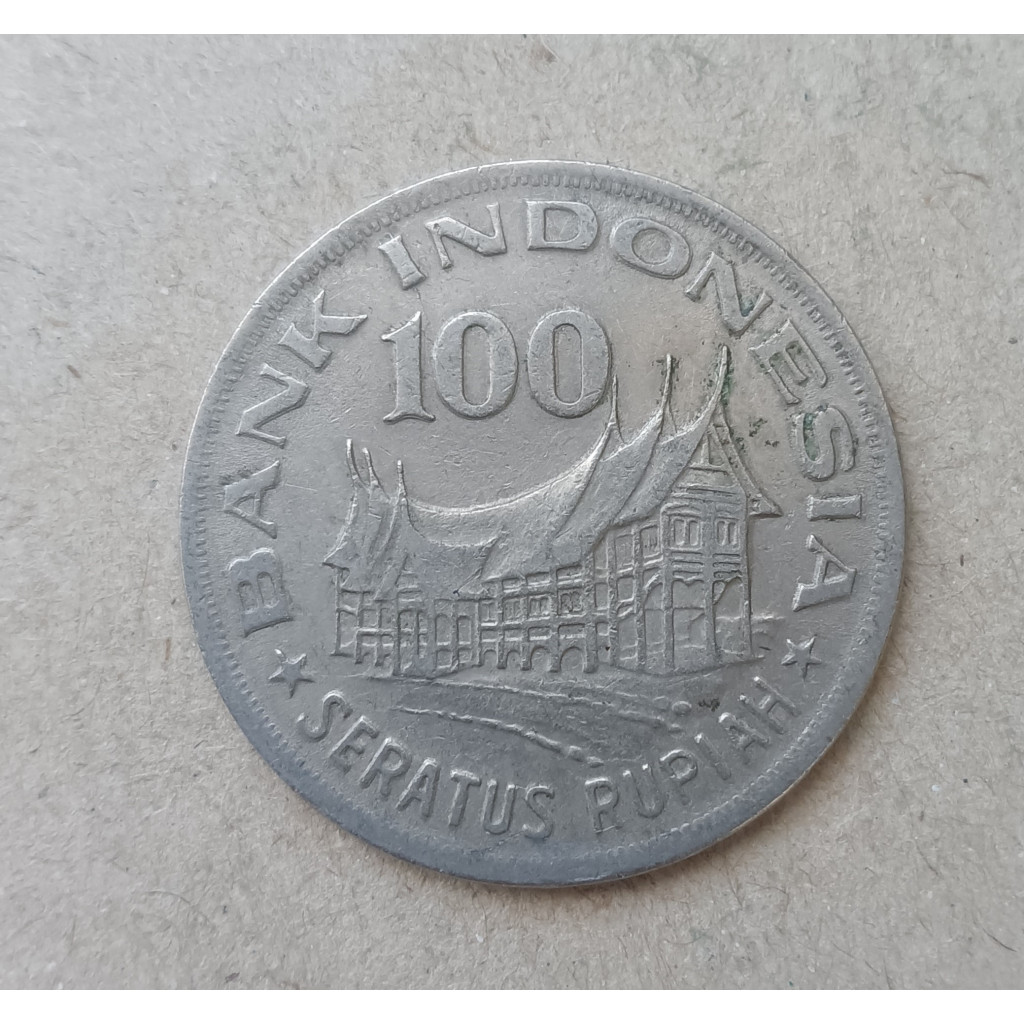 BANK INDONESIA
100
SERATUS RUPIAH